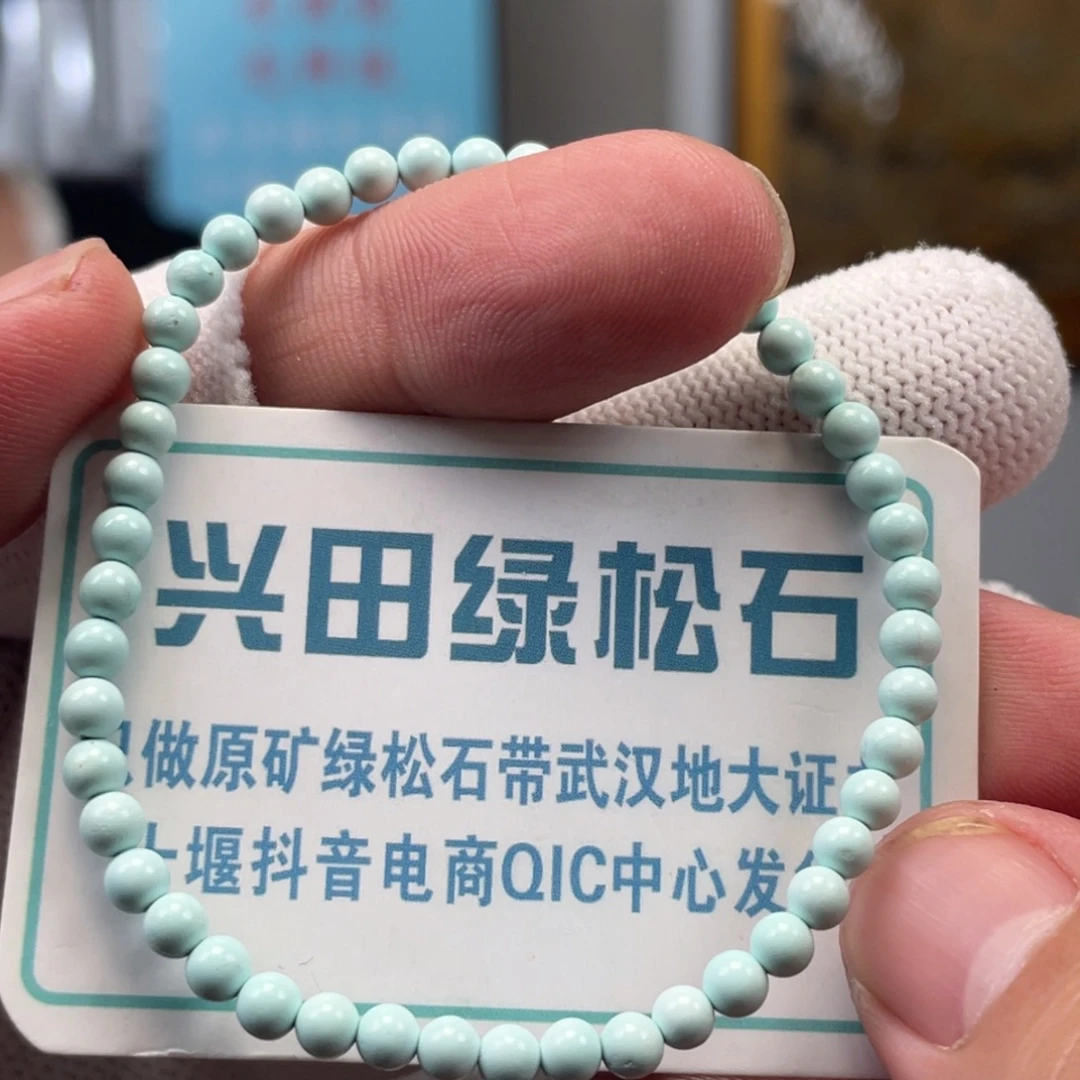 兴田绿松石
做原矿绿松石带武汉地大证
堰抖音电商QIC中心发